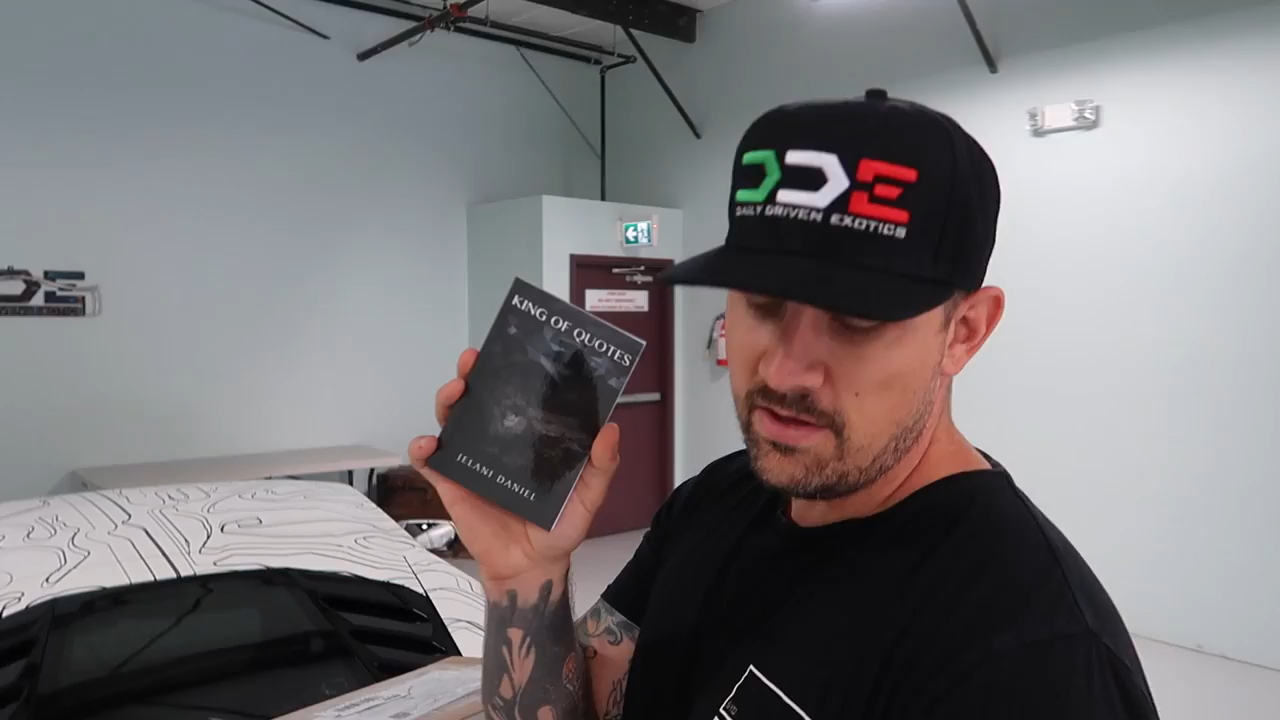 DDE
DAILY DRIVEN EXOTICS
KING OF QUOTES
JELANI DANIEL